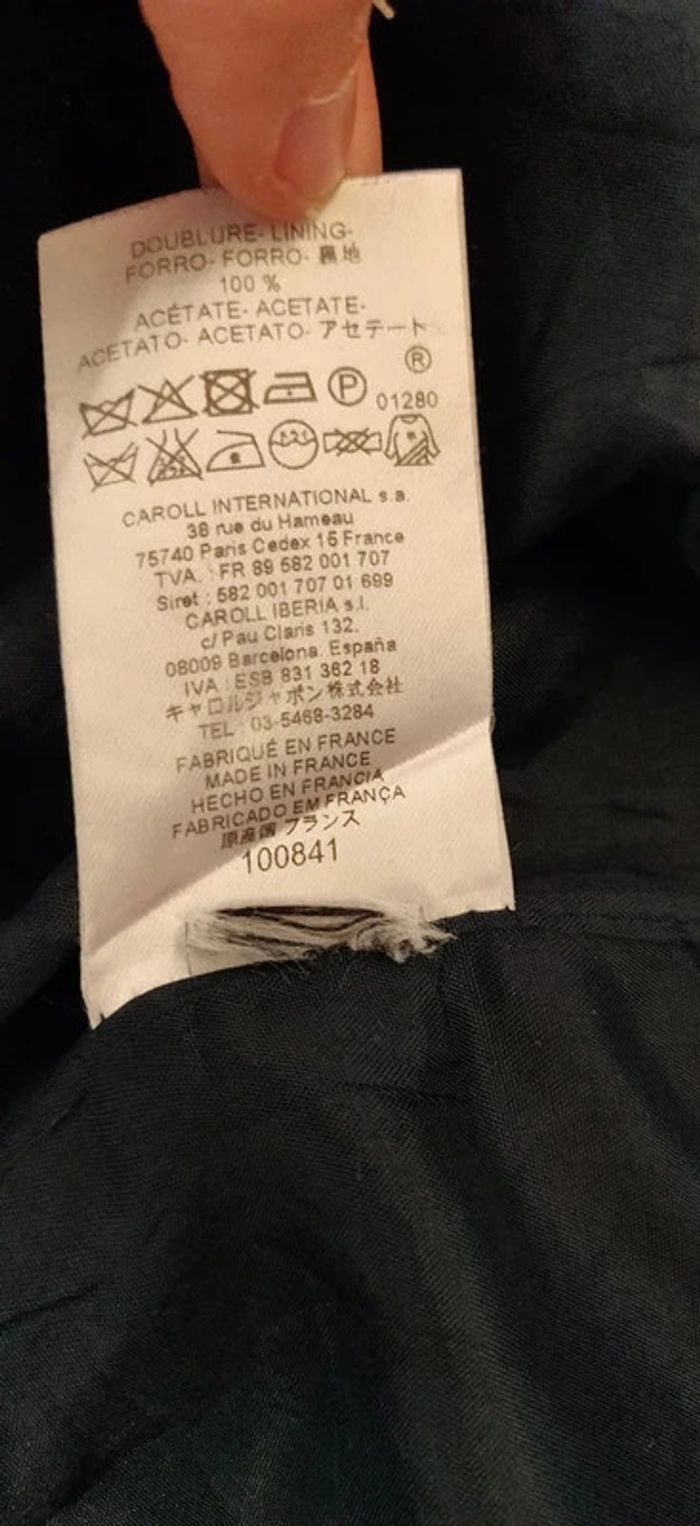 DOUBLURE- LINING-
FORRO- FORRO- 裏地
100 %
ACÉTATE- ACETATE-
ACETATO- ACETATO- アセテート
®
P
01280
CAROLL INTERNATIONAL s.a.
38 rue du Hameau
75740 Paris Cedex 15 France
TVA. : FR 89 582 001 707
Siret : 582 001 707 01 699
CAROLL IBERIA s.l.
c/ Pau Claris 132.
08009 Barcelona. España
IVA : ESB 831 362 18
キャロルジャポン株式会社
TEL : 03-5468-3284
FABRIQUÉ EN FRANCE
MADE IN FRANCE
HECHO EN FRANCIA
FABRICADO EM FRANÇA
原産国 フランス
100841